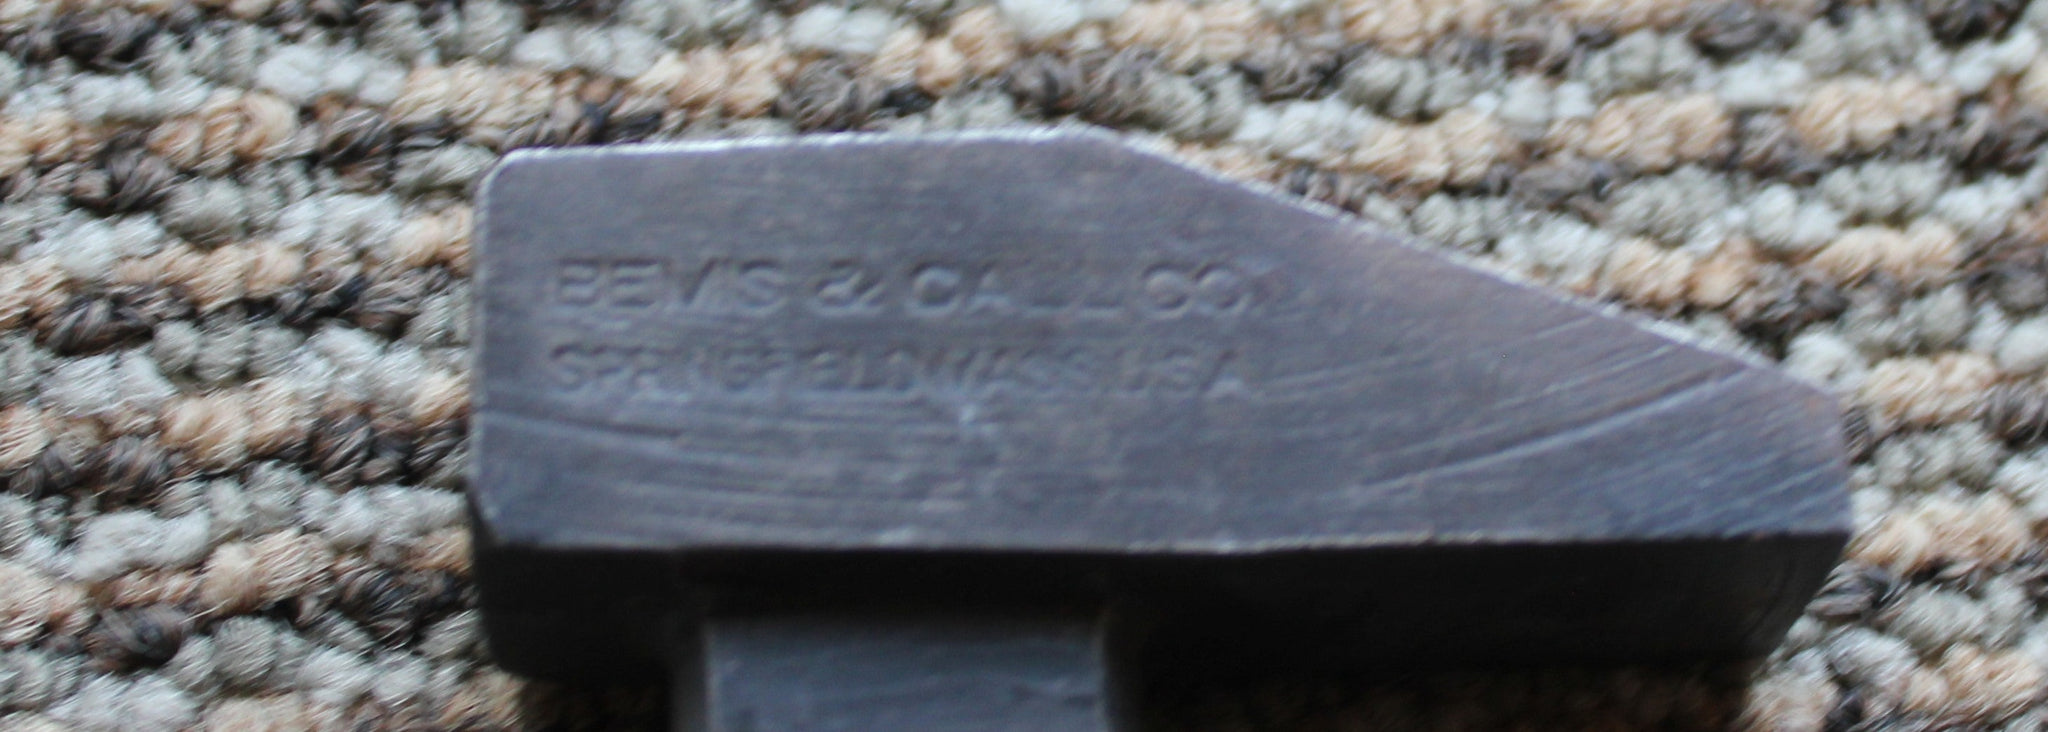 BEMIS & CALL CO.
SPRINGFIELD MASS USA